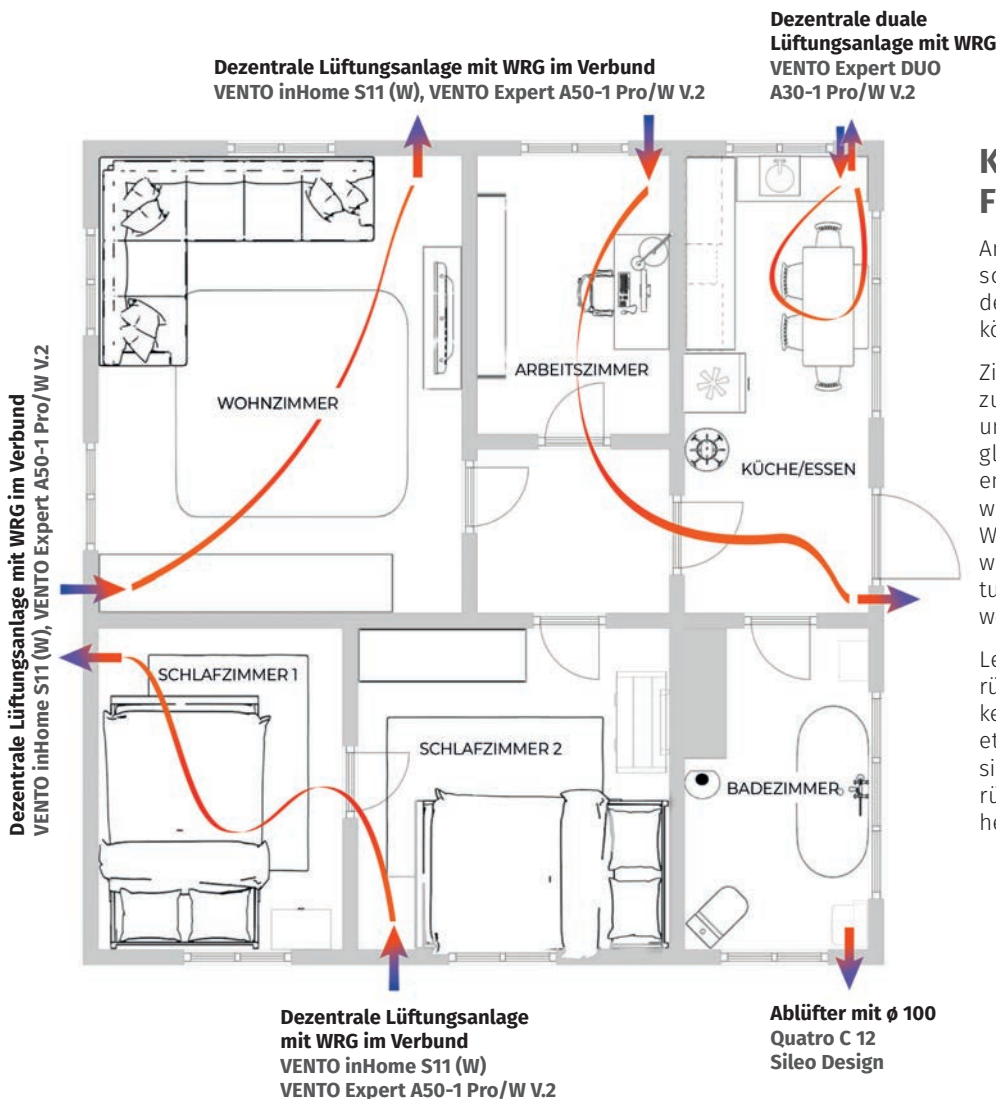 Dezentrale duale
Lüftungsanlage mit WRG
VENTO Expert DUO
A30-1 Pro/W V.2
Dezentrale Lüftungsanlage mit WRG im Verbund
VENTO inHome S11 (W), VENTO Expert A50-1 Pro/W V.2
Dezentrale Lüftungsanlage mit WRG im Verbund
VENTO inHome S11 (W), VENTO Expert A50-1 Pro/W V.2
WOHNZIMMER
ARBEITSZIMMER
KÜCHE/ESSEN
SCHLAFZIMMER 1
SCHLAFZIMMER 2
BADEZIMMER
Dezentrale Lüftungsanlage
mit WRG im Verbund
VENTO inHome S11 (W)
VENTO Expert A50-1 Pro/W V.2
Ablüfter mit ø 100
Quatro C 12
Sileo Design